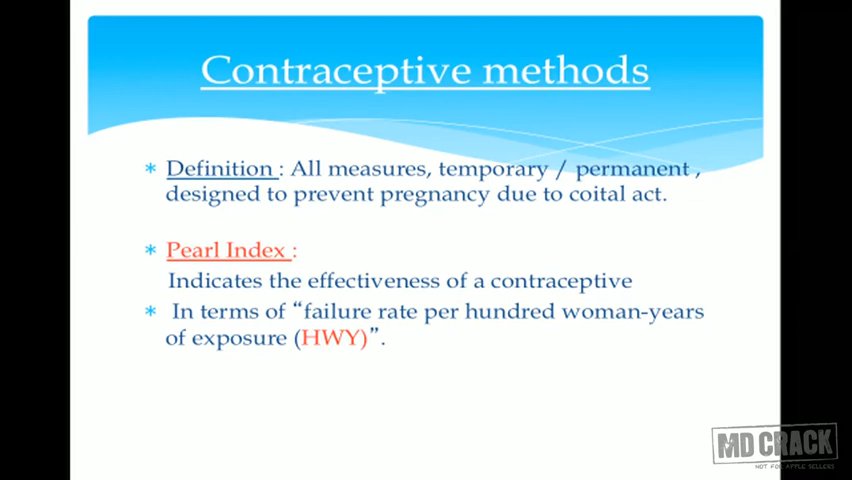 Contraceptive methods
* Definition : All measures, temporary / permanent ,
designed to prevent pregnancy due to coital act.
* Pearl Index :
Indicates the effectiveness of a contraceptive
* In terms of “failure rate per hundred woman-years
of exposure (HWY)”.
MD CRACK
NOT FOR APPLE SELLERS